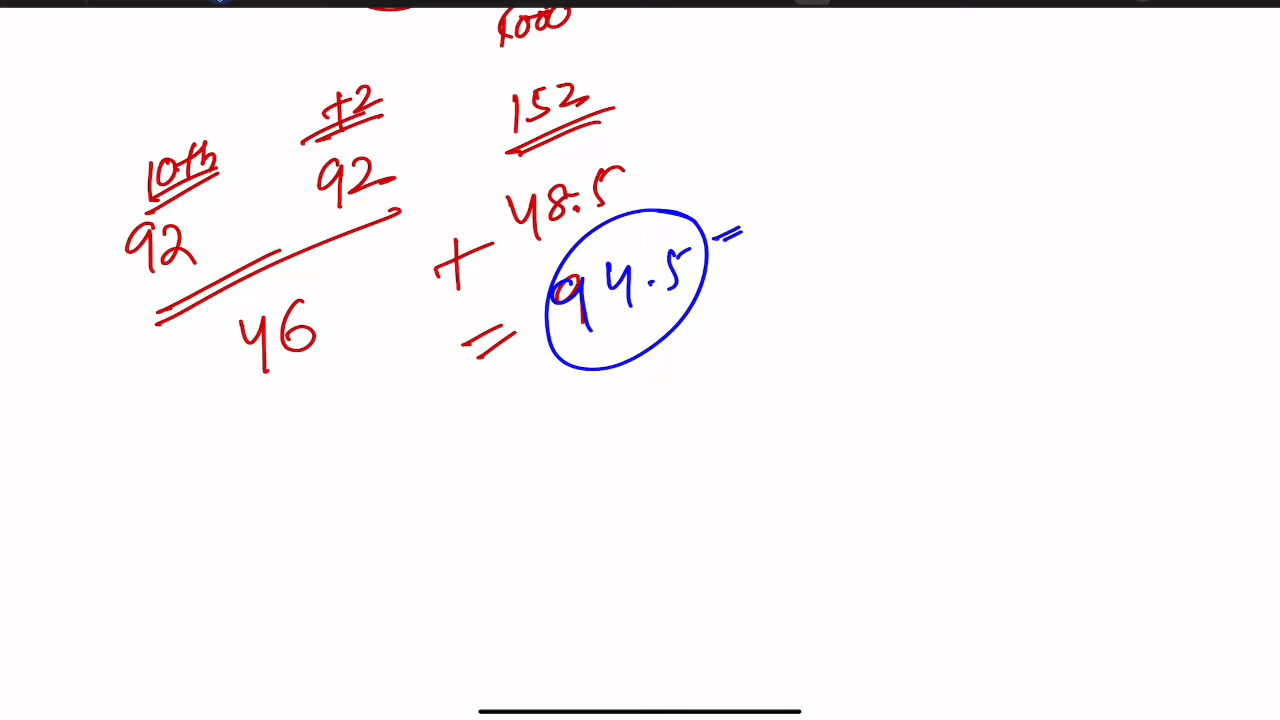 1000
10th +2 152
92 92 48.5
46 + = 94.5 =